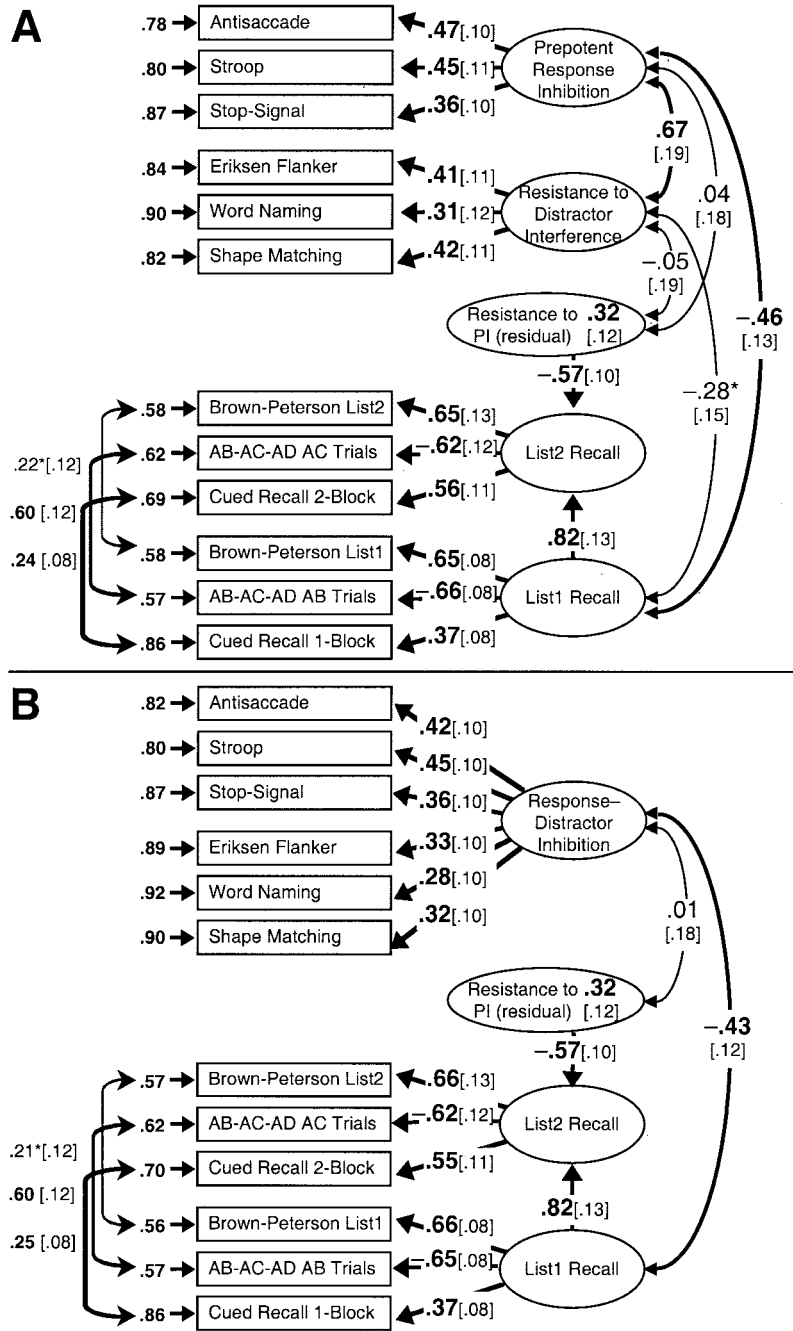 A
.78 Antisaccade .47[.10]
.80 Stroop .45[.11]
.87 Stop-Signal .36[.10]
Prepotent
Response
Inhibition
.84 Eriksen Flanker .41[.11]
.90 Word Naming .31[.12]
.82 Shape Matching .42[.11]
Resistance to
Distractor
Interference
.67
[.19]
.04
[.18]
–.05
[.19]
Resistance to .32
PI (residual) [.12]
–.46
[.13]
–.57[.10]
–.28*
[.15]
.58 Brown-Peterson List2 .65[.13]
.62 AB-AC-AD AC Trials –.62[.12]
.69 Cued Recall 2-Block .56[.11]
List2 Recall
.22*[.12]
.60 [.12]
.24 [.08]
.82[.13]
.58 Brown-Peterson List1 .65[.08]
.57 AB-AC-AD AB Trials –.66[.08]
.86 Cued Recall 1-Block .37[.08]
List1 Recall
B
.82 Antisaccade .42[.10]
.80 Stroop .45[.10]
.87 Stop-Signal .36[.10]
.89 Eriksen Flanker .33[.10]
.92 Word Naming .28[.10]
.90 Shape Matching .32[.10]
Response–
Distractor
Inhibition
.01
[.18]
Resistance to .32
PI (residual) [.12]
–.43
[.12]
–.57[.10]
.57 Brown-Peterson List2 .66[.13]
.62 AB-AC-AD AC Trials –.62[.12]
.70 Cued Recall 2-Block .55[.11]
List2 Recall
.21*[.12]
.60 [.12]
.25 [.08]
.82[.13]
.56 Brown-Peterson List1 .66[.08]
.57 AB-AC-AD AB Trials –.65[.08]
.86 Cued Recall 1-Block .37[.08]
List1 Recall